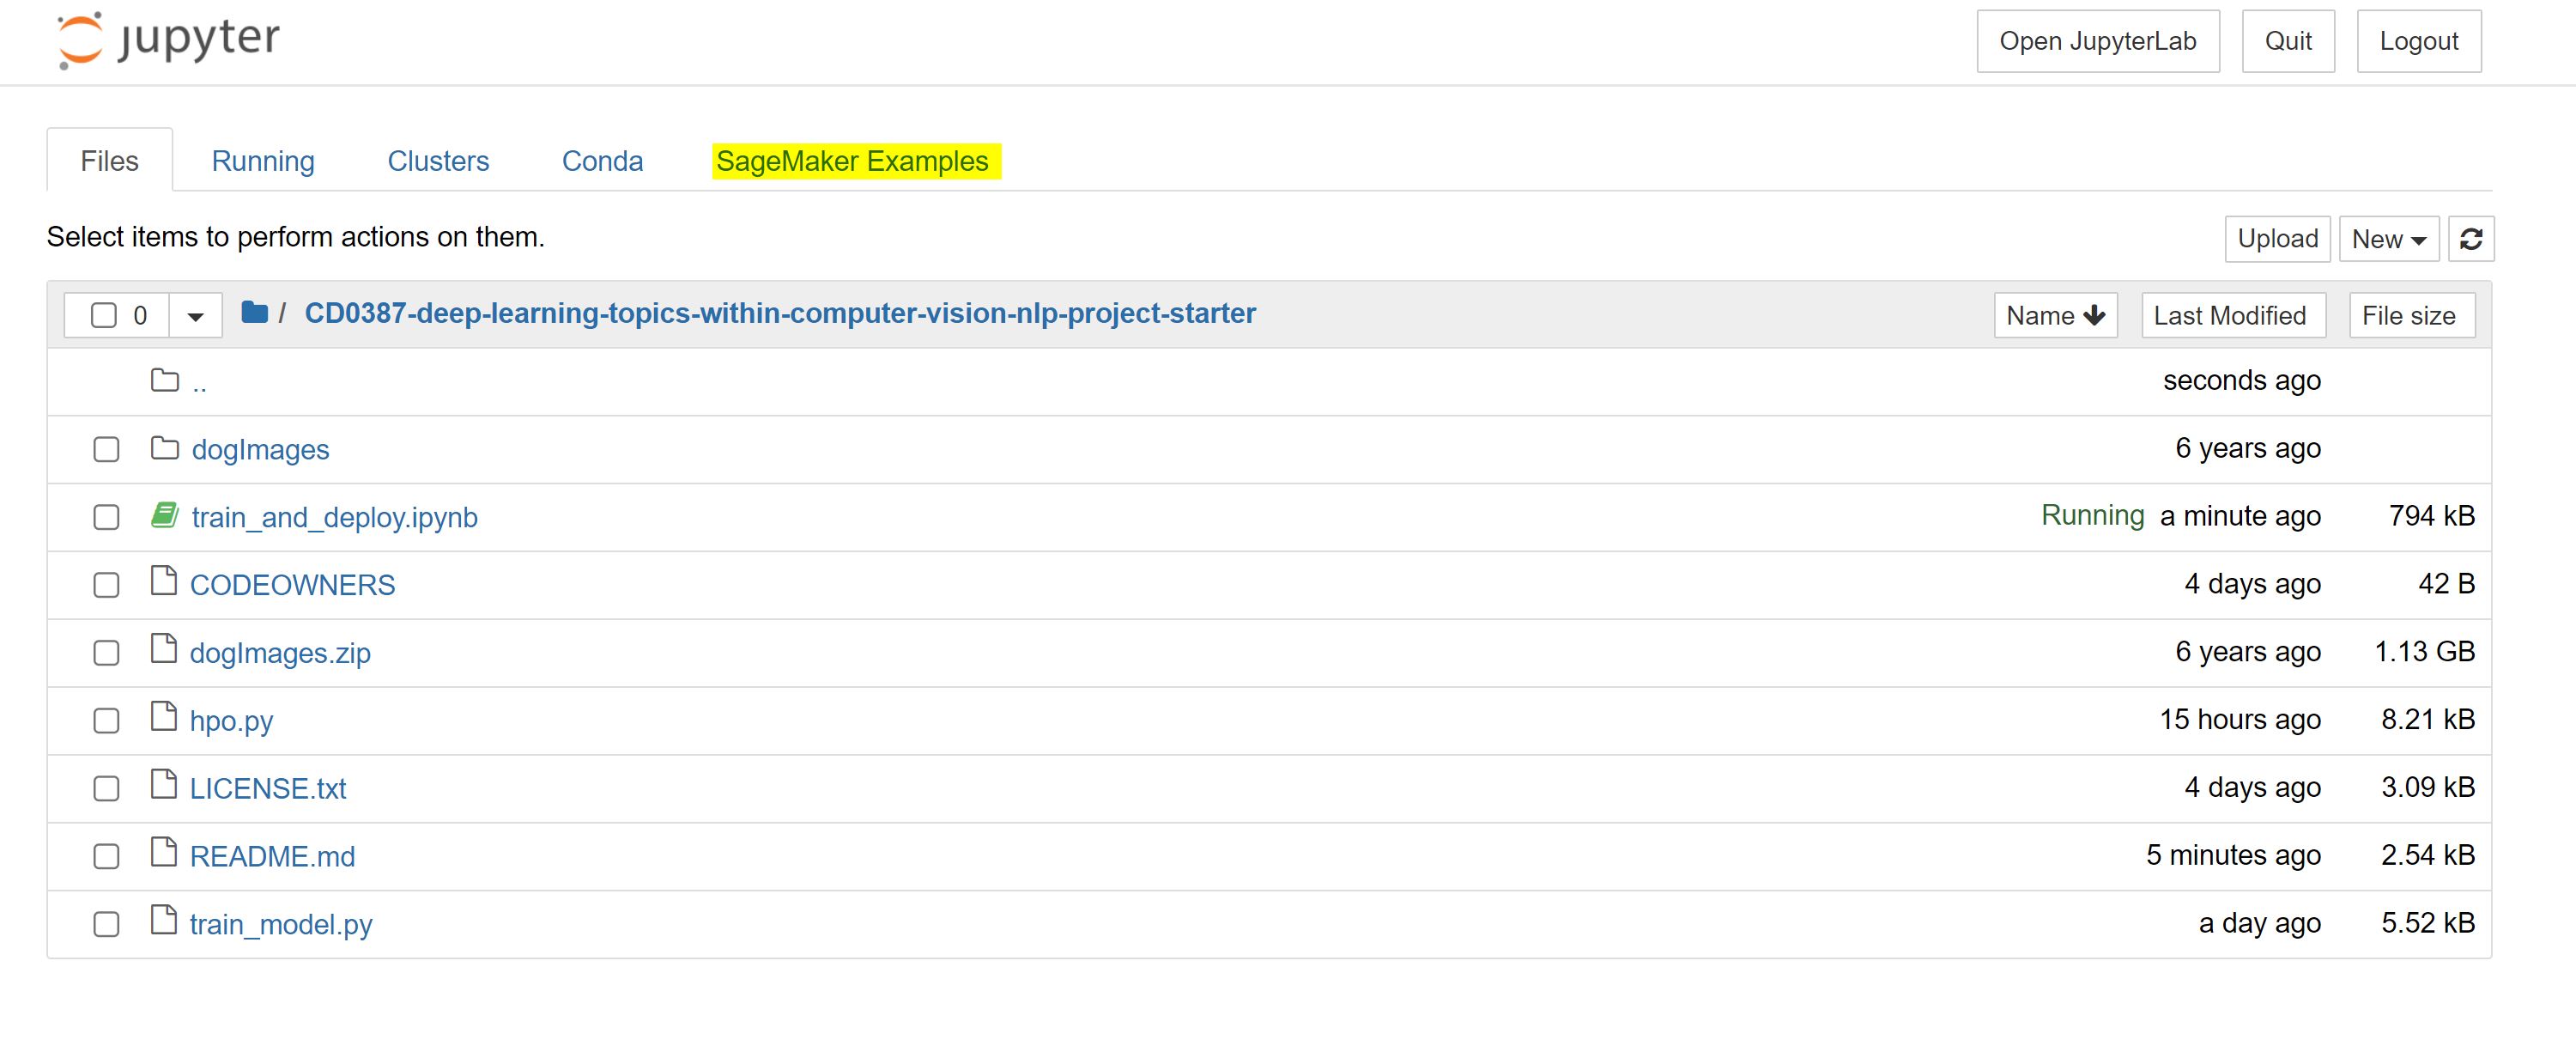 jupyter
Open JupyterLab Quit Logout
Files Running Clusters Conda SageMaker Examples
Select items to perform actions on them.
Upload New
0 / CD0387-deep-learning-topics-within-computer-vision-nlp-project-starter Name Last Modified File size
.. seconds ago
dogImages 6 years ago
train_and_deploy.ipynb Running a minute ago 794 kB
CODEOWNERS 4 days ago 42 B
dogImages.zip 6 years ago 1.13 GB
hpo.py 15 hours ago 8.21 kB
LICENSE.txt 4 days ago 3.09 kB
README.md 5 minutes ago 2.54 kB
train_model.py a day ago 5.52 kB